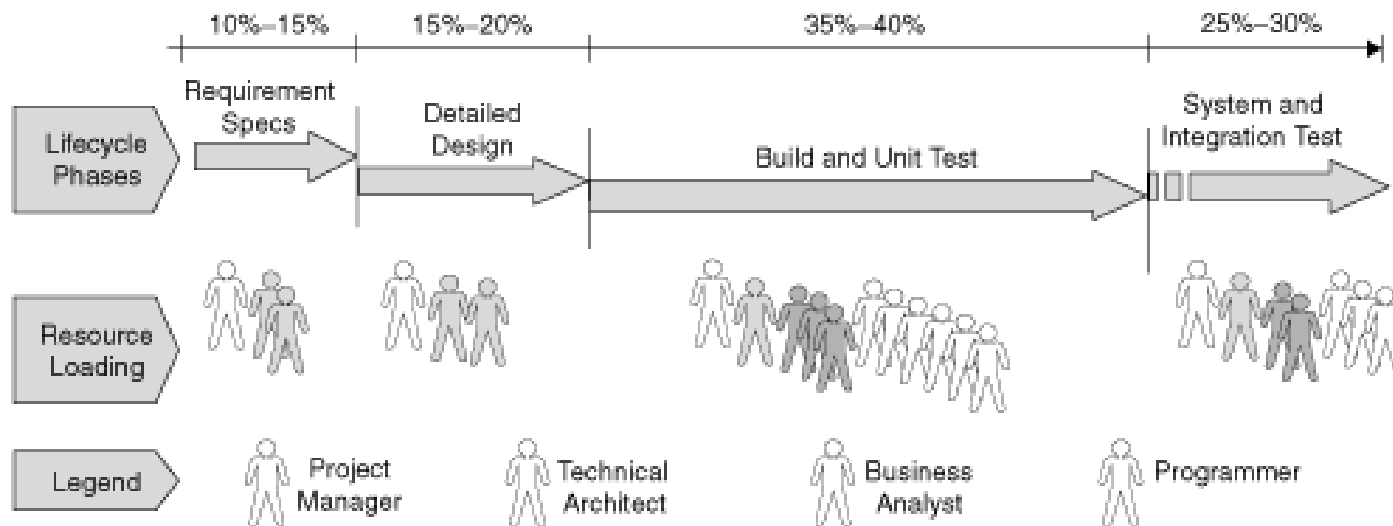 10%–15%
15%–20%
35%–40%
25%–30%
Lifecycle
Phases
Requirement
Specs
Detailed
Design
Build and Unit Test
System and
Integration Test
Resource
Loading
Legend
Project
Manager
Technical
Architect
Business
Analyst
Programmer